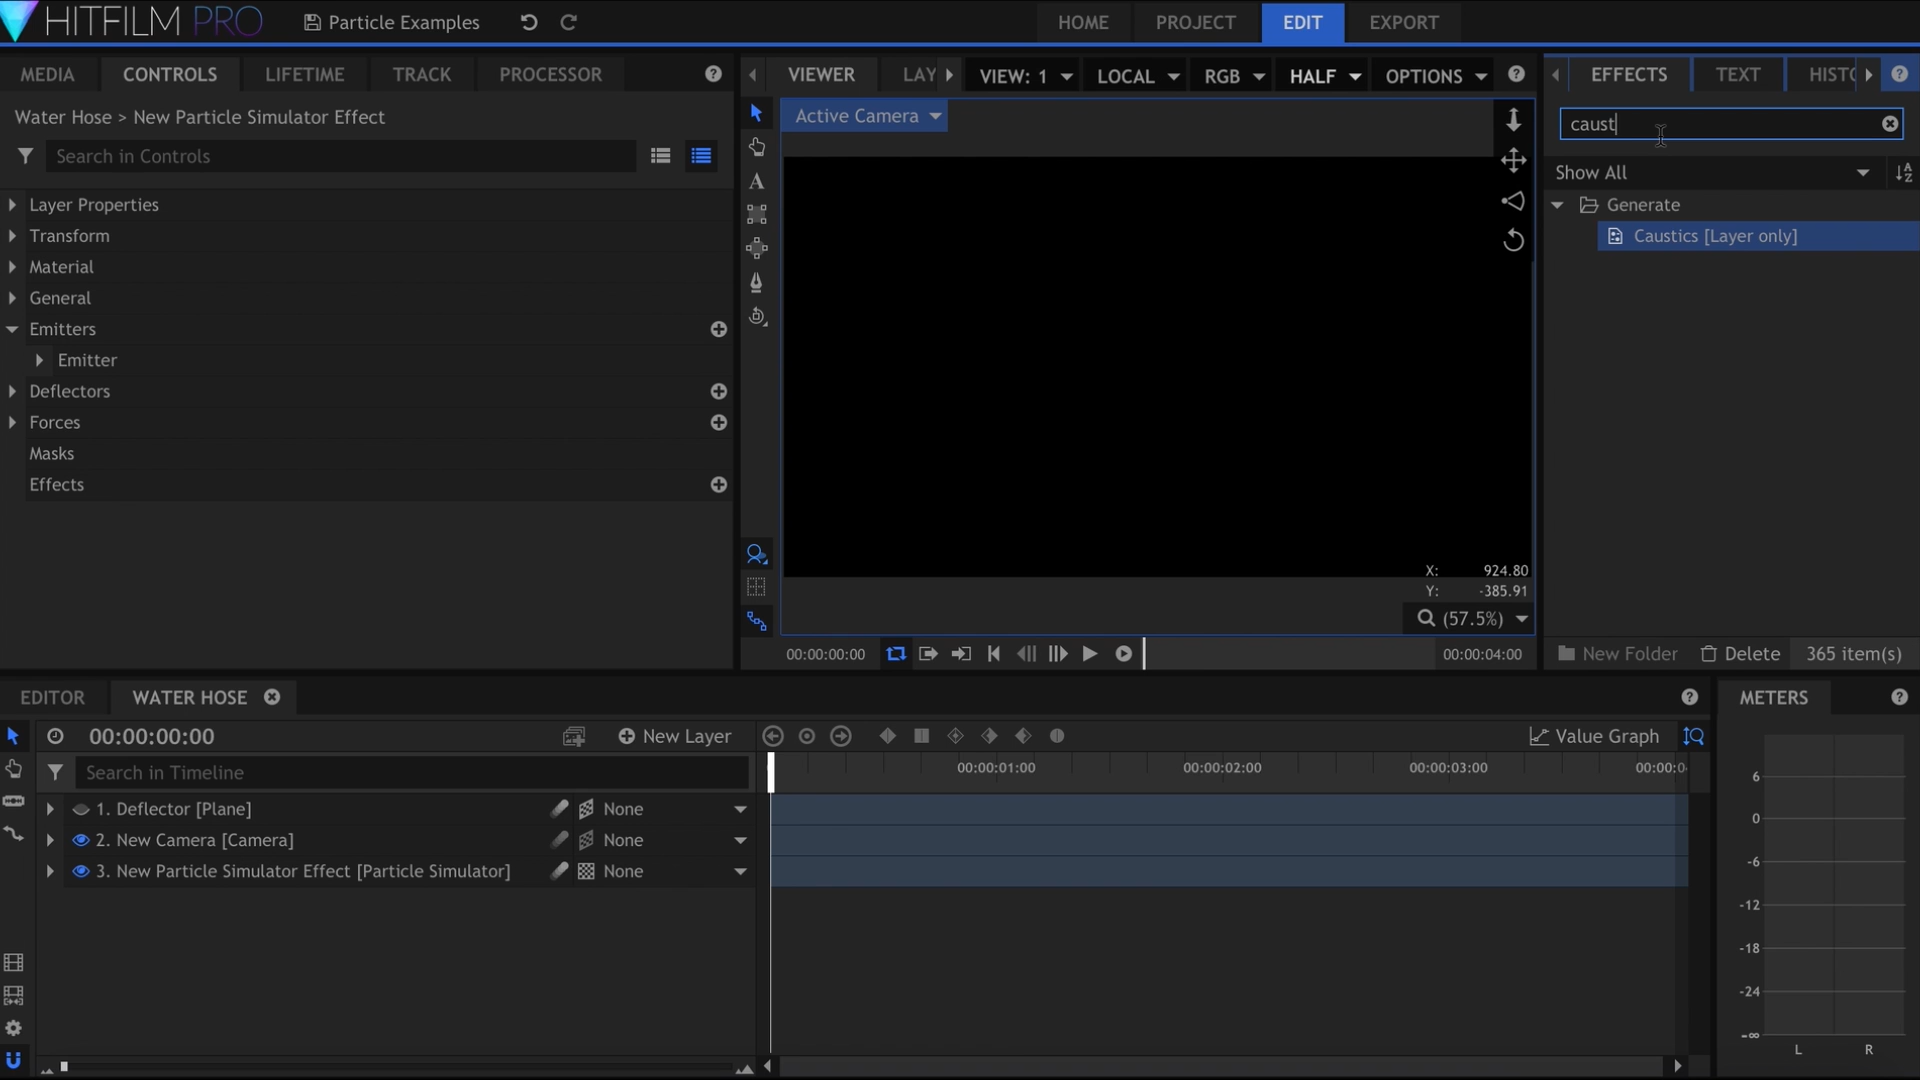 HITFILM PRO
Particle Examples
HOME
PROJECT
EDIT
EXPORT
MEDIA
CONTROLS
LIFETIME
TRACK
PROCESSOR
Water Hose > New Particle Simulator Effect
Search in Controls
Layer Properties
Transform
Material
General
Emitters
Emitter
Deflectors
Forces
Masks
Effects
VIEWER
LAY
VIEW: 1
LOCAL
RGB
HALF
OPTIONS
Active Camera
A
X: 924.80
Y: -385.91
(57.5%)
00:00:00:00
00:00:04:00
EFFECTS
TEXT
HISTO
caust
Show All
Generate
Caustics [Layer only]
New Folder
Delete
365 item(s)
EDITOR
WATER HOSE
00:00:00:00
New Layer
Value Graph
Search in Timeline
00:00:01:00
00:00:02:00
00:00:03:00
00:00:0
1. Deflector [Plane]
None
2. New Camera [Camera]
None
3. New Particle Simulator Effect [Particle Simulator]
None
METERS
6
0
-6
-12
-18
-24
-∞
L
R